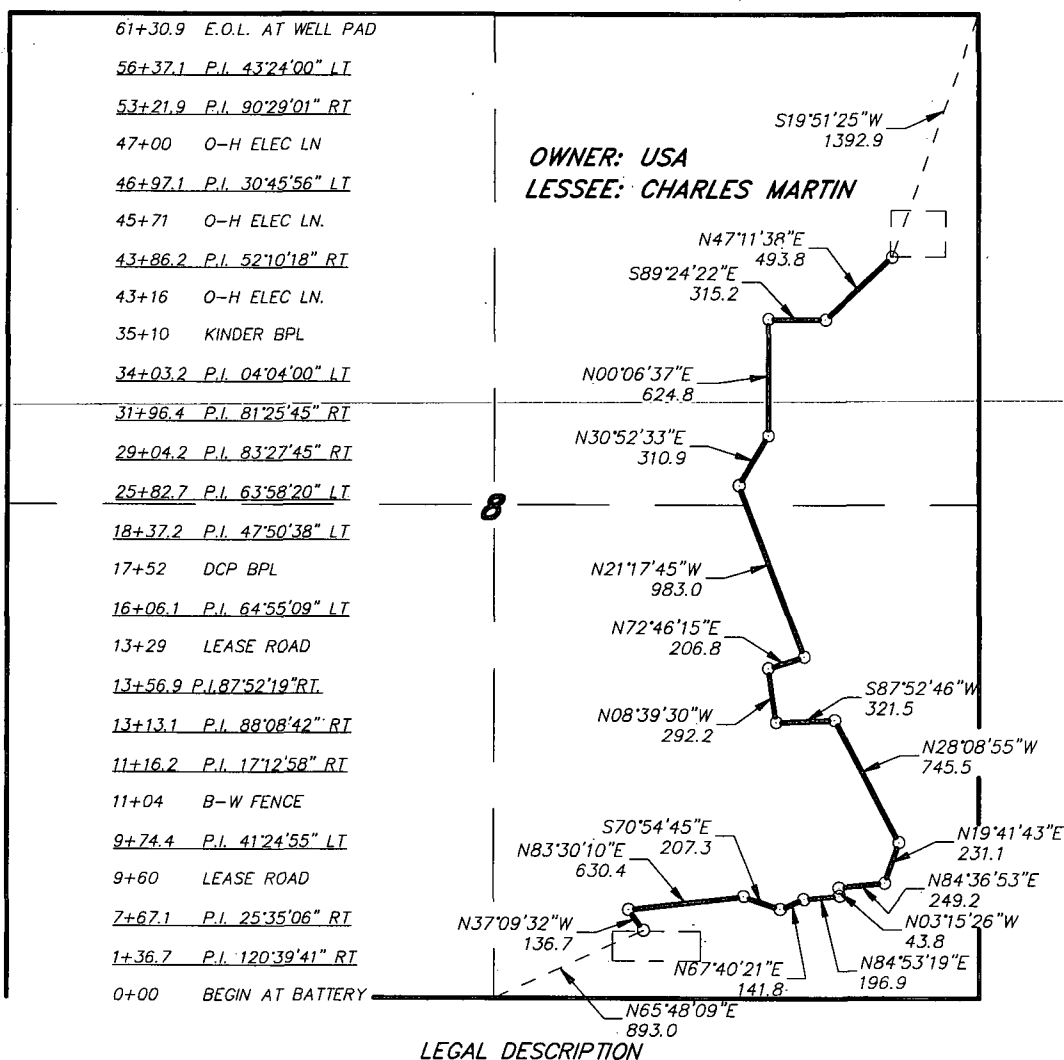 61+30.9 E.O.L. AT WELL PAD
56+37.1 P.I. 43°24'00" LT
53+21.9 P.I. 90°29'01" RT
47+00 O-H ELEC LN
46+97.1 P.I. 30°45'56" LT
45+71 O-H ELEC LN.
43+86.2 P.I. 52°10'18" RT
43+16 O-H ELEC LN.
35+10 KINDER BPL
34+03.2 P.I. 04°04'00" LT
31+96.4 P.I. 81°25'45" RT
29+04.2 P.I. 83°27'45" RT
25+82.7 P.I. 63°58'20" LT
18+37.2 P.I. 47°50'38" LT
17+52 DCP BPL
16+06.1 P.I. 64°55'09" LT
13+29 LEASE ROAD
13+56.9 P.I.87°52'19"RT.
13+13.1 P.I. 88°08'42" RT
11+16.2 P.I. 17°12'58" RT
11+04 B-W FENCE
9+74.4 P.I. 41°24'55" LT
9+60 LEASE ROAD
7+67.1 P.I. 25°35'06" RT
1+36.7 P.I. 120°39'41" RT
0+00 BEGIN AT BATTERY
S19°51'25"W
1392.9
OWNER: USA
LESSEE: CHARLES MARTIN
N47°11'38"E
493.8
S89°24'22"E
315.2
N00°06'37"E
624.8
N30°52'33"E
310.9
8
N21°17'45"W
983.0
N72°46'15"E
206.8
S87°52'46"W
321.5
N08°39'30"W
292.2
N28°08'55"W
745.5
N19°41'43"E
231.1
S70°54'45"E
207.3
N83°30'10"E
630.4
N84°36'53"E
249.2
N03°15'26"W
43.8
N37°09'32"W
136.7
N84°53'19"E
196.9
N67°40'21"E
141.8
N65°48'09"E
893.0
LEGAL DESCRIPTION